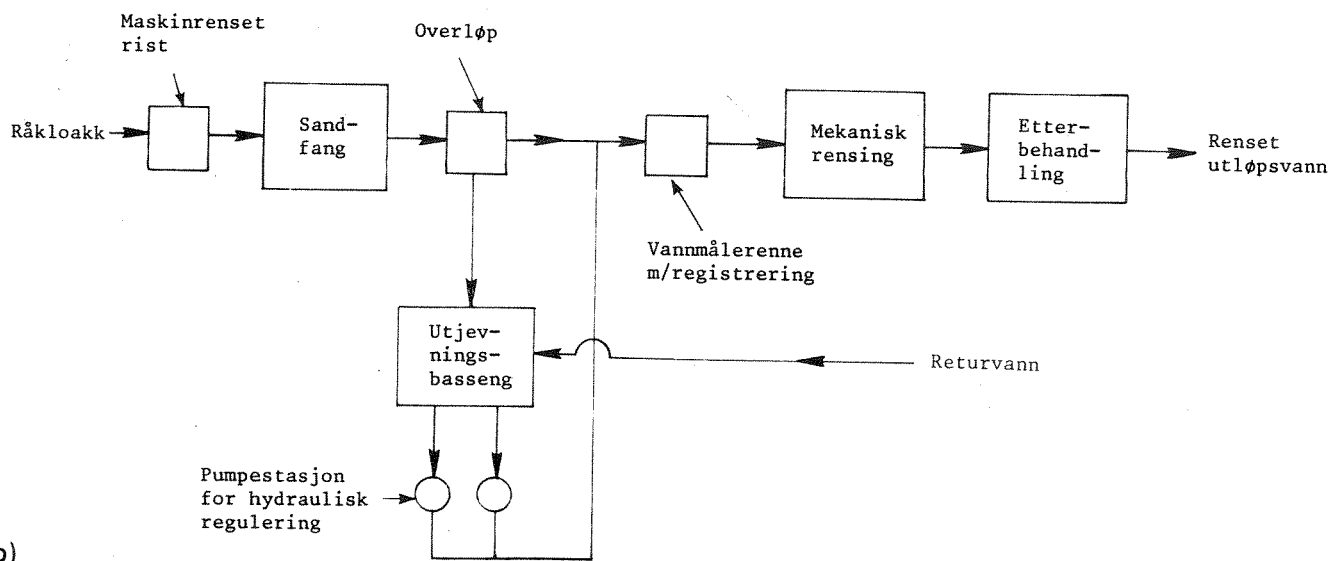 Maskinrenset
rist
Overløp
Råkloakk
Sand-
fang
Mekanisk
rensing
Etter-
behand-
ling
Renset
utløpsvann
Vannmålerenne
m/registrering
Utjev-
nings-
basseng
Returvann
Pumpestasjon
for hydraulisk
regulering